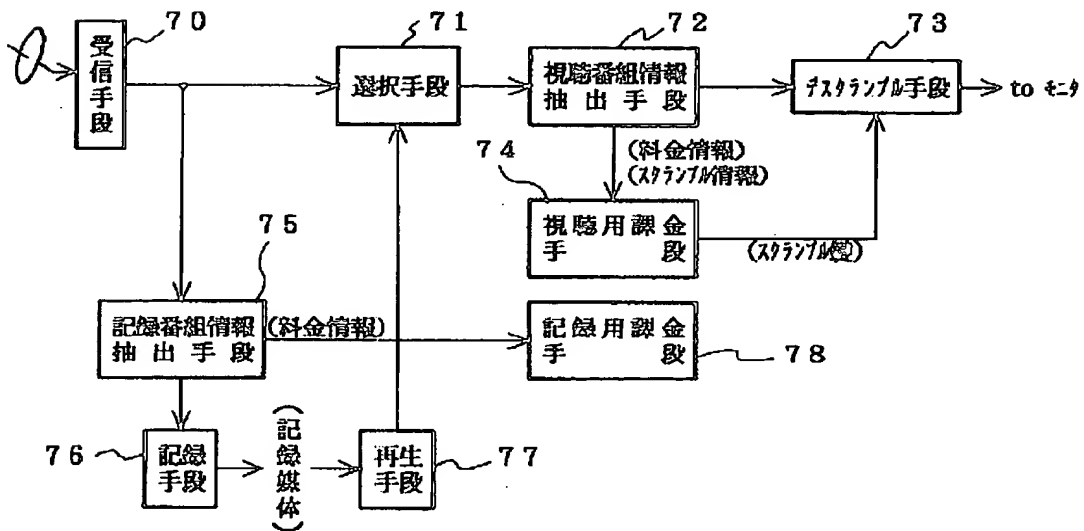 70
受信手段
71
選択手段
72
視聴番組情報
抽出手段
73
デスクランブル手段
to モニタ
(料金情報)
(スクランブル情報)
74
視聴用課金
手段
(スクランブル鍵)
75
記録番組情報
抽出手段
(料金情報)
記録用課金
手段
78
76
記録
手段
(記録媒体)
再生
手段
77